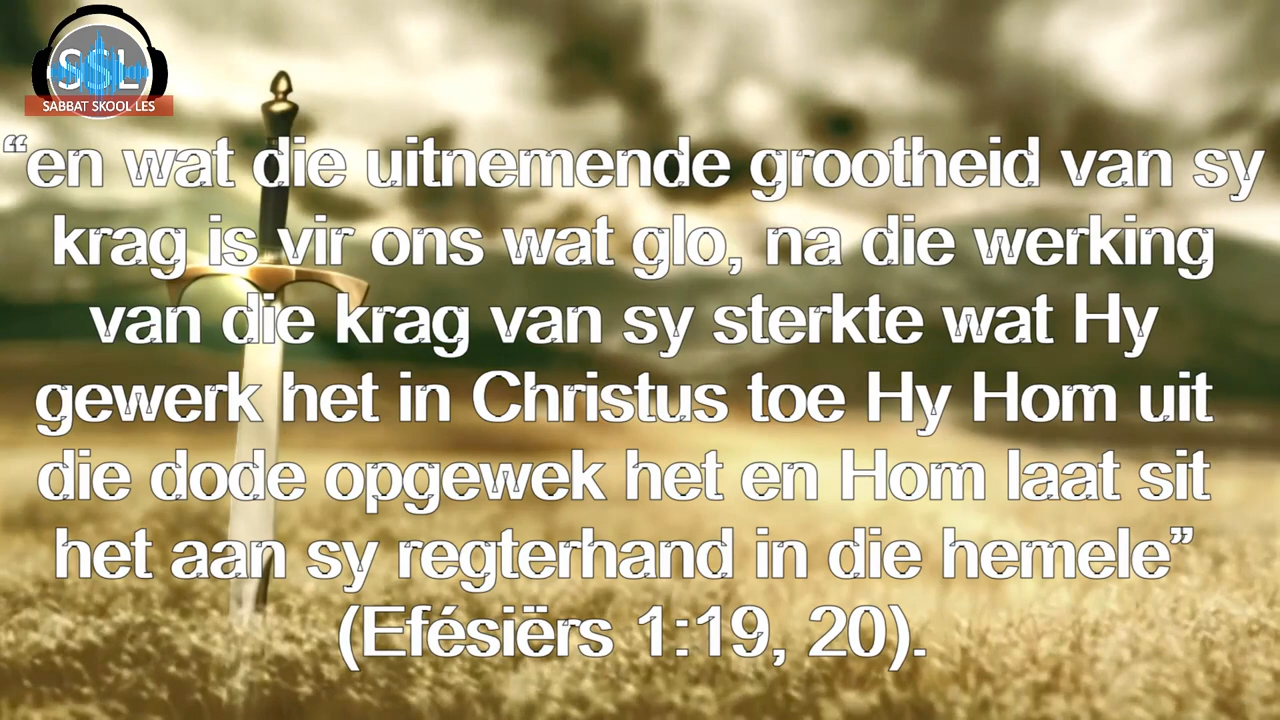 SSL
SABBAT SKOOL LES
“en wat die uitnemende grootheid van sy
krag is vir ons wat glo, na die werking
van die krag van sy sterkte wat Hy
gewerk het in Christus toe Hy Hom uit
die dode opgewek het en Hom laat sit
het aan sy regterhand in die hemele”
(Efésiërs 1:19, 20).